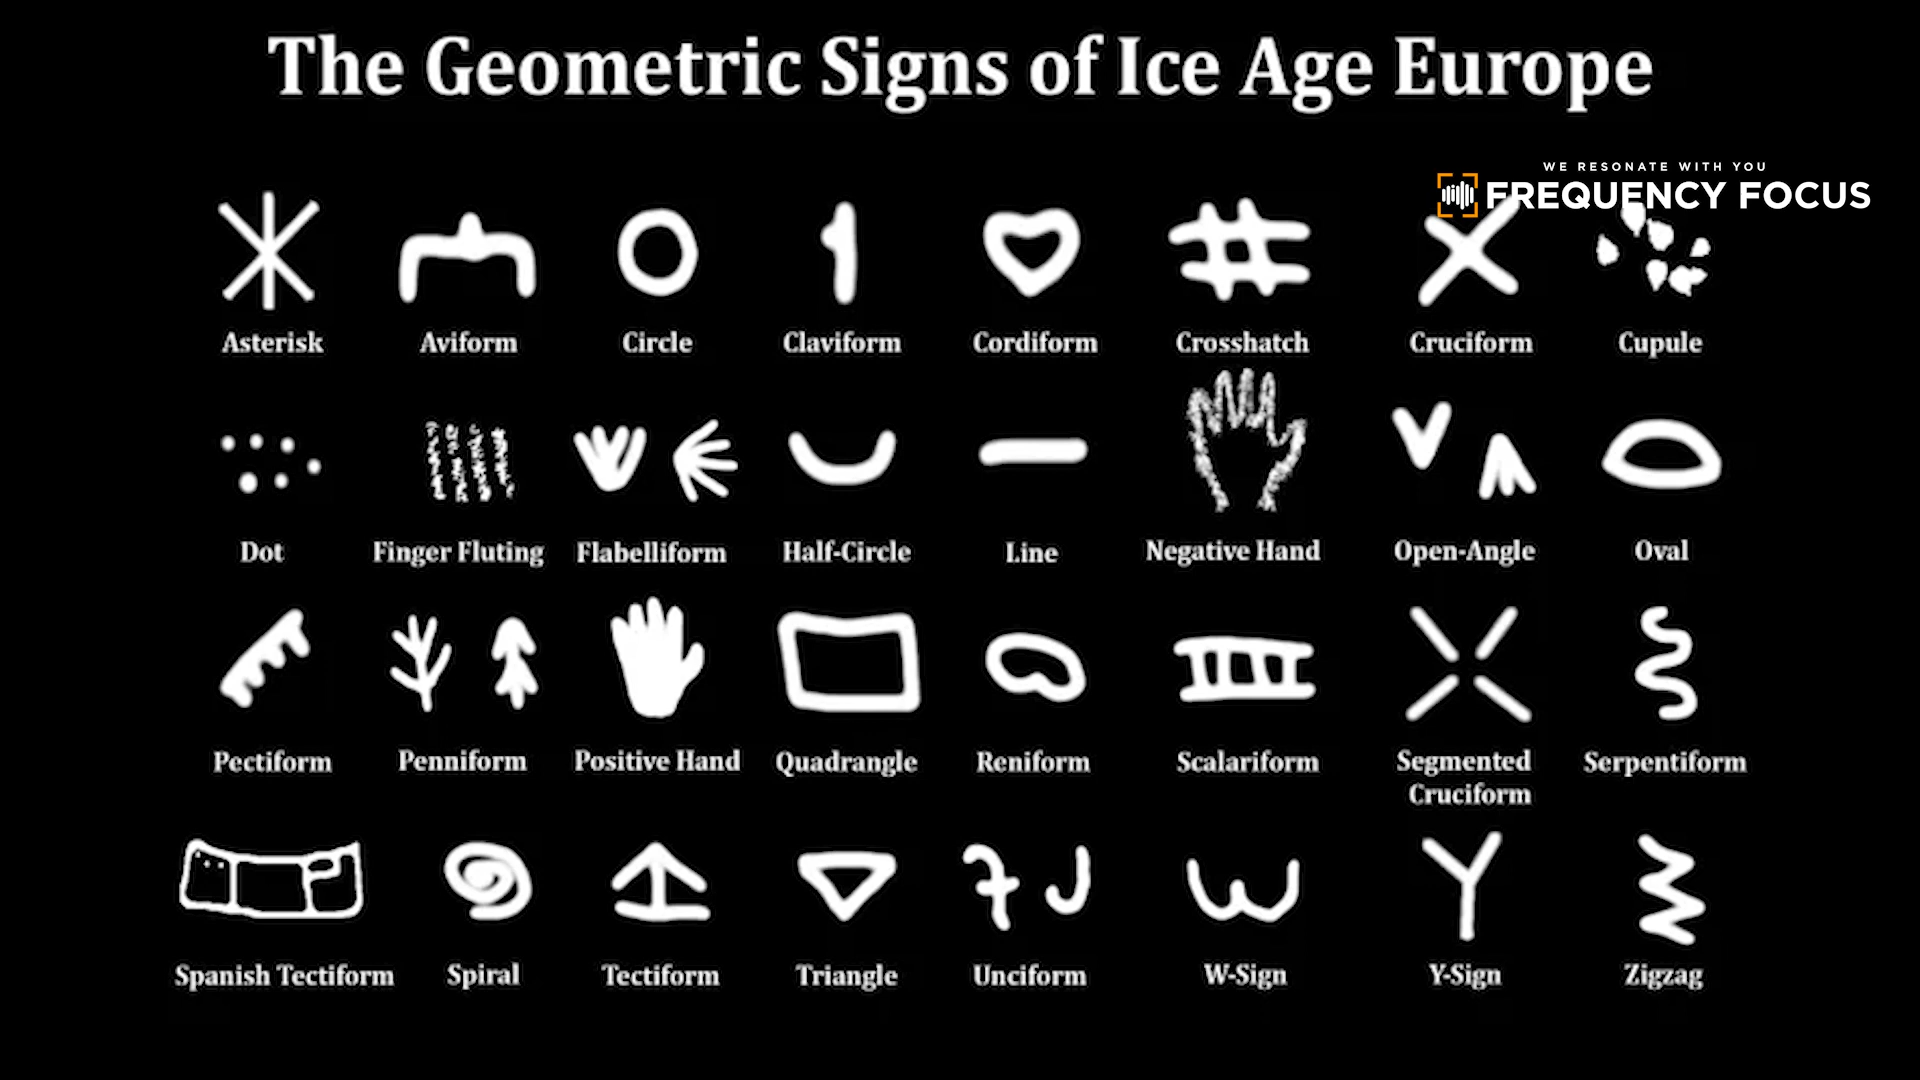 The Geometric Signs of Ice Age Europe
WE RESONATE WITH YOU
FREQUENCY FOCUS
Asterisk Aviform Circle Claviform Cordiform Crosshatch Cruciform Cupule
Dot Finger Fluting Flabelliform Half-Circle Line Negative Hand Open-Angle Oval
Pectiform Penniform Positive Hand Quadrangle Reniform Scalariform Segmented Cruciform Serpentiform
Spanish Tectiform Spiral Tectiform Triangle Unciform W-Sign Y-Sign Zigzag